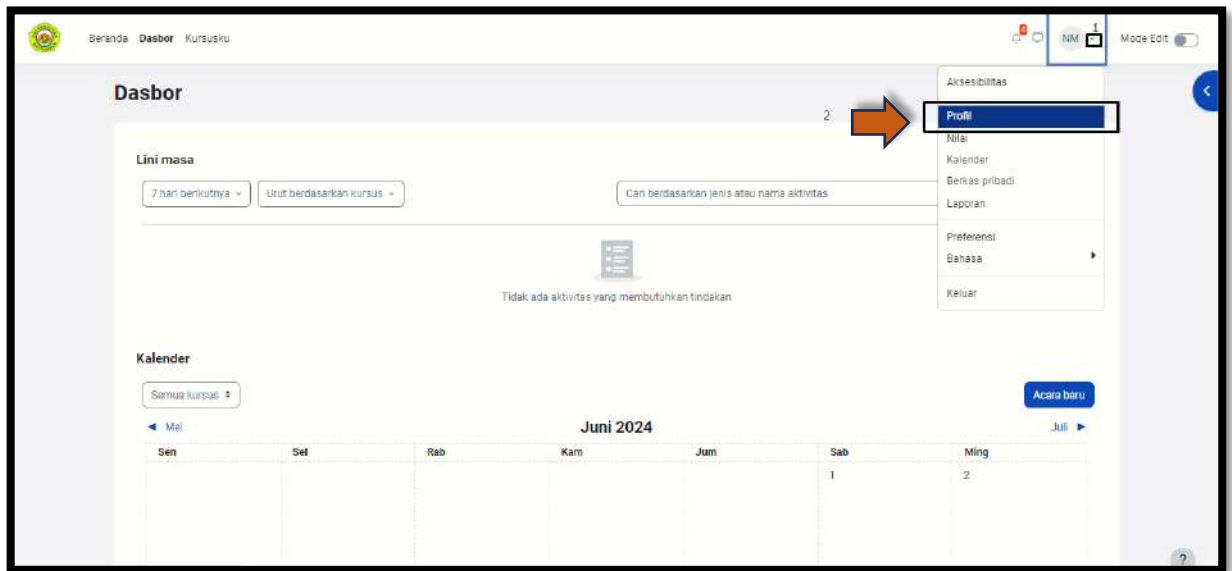 Beranda Dasbor Kursusku
4
NM
1
Mode Edit
Dasbor
Aksesibilitas
2
Profil
Nilai
Kalender
Berkas pribadi
Laporan
Preferensi
Bahasa
Keluar
Lini masa
7 hari berikutnya
Urut berdasarkan kursus
Cari berdasarkan jenis atau nama aktivitas
Tidak ada aktivitas yang membutuhkan tindakan
Kalender
Semua kursus
Acara baru
◄ Mei
Juni 2024
Juli ►
Sen Sel Rab Kam Jum Sab Ming
1 2
?